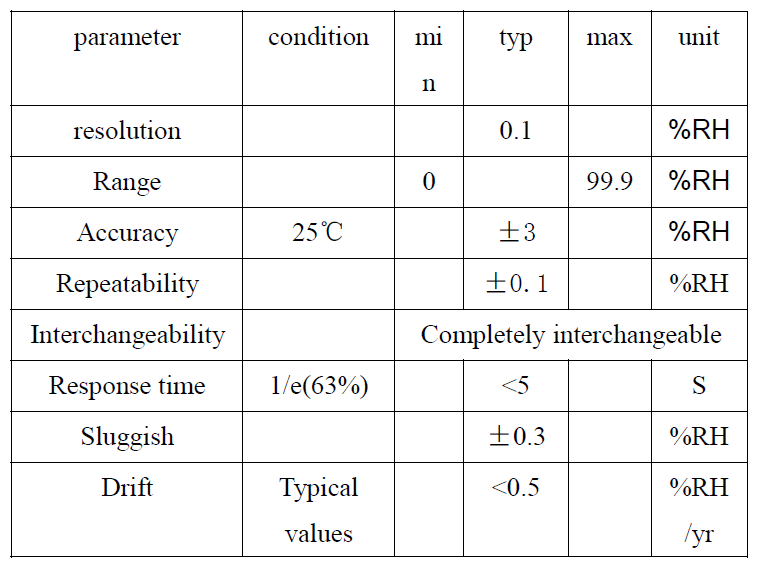 parameter condition mi typ max unit
n
resolution 0.1 %RH
Range 0 99.9 %RH
Accuracy 25℃ ±3 %RH
Repeatability ±0.1 %RH
Interchangeability Completely interchangeable
Response time 1/e(63%) <5 S
Sluggish ±0.3 %RH
Drift Typical <0.5 %RH
values /yr